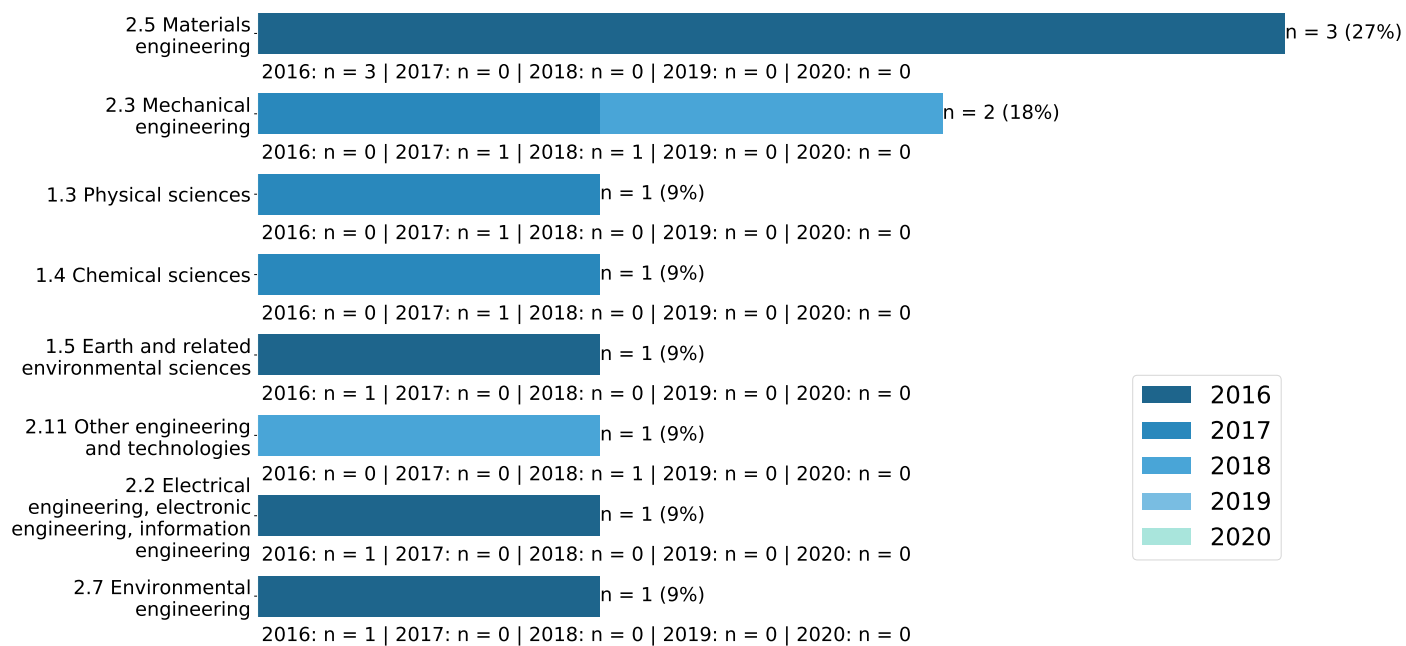 2.5 Materials
engineering
n = 3 (27%)
2016: n = 3 | 2017: n = 0 | 2018: n = 0 | 2019: n = 0 | 2020: n = 0
2.3 Mechanical
engineering
n = 2 (18%)
2016: n = 0 | 2017: n = 1 | 2018: n = 1 | 2019: n = 0 | 2020: n = 0
1.3 Physical sciences
n = 1 (9%)
2016: n = 0 | 2017: n = 1 | 2018: n = 0 | 2019: n = 0 | 2020: n = 0
1.4 Chemical sciences
n = 1 (9%)
2016: n = 0 | 2017: n = 1 | 2018: n = 0 | 2019: n = 0 | 2020: n = 0
1.5 Earth and related
environmental sciences
n = 1 (9%)
2016: n = 1 | 2017: n = 0 | 2018: n = 0 | 2019: n = 0 | 2020: n = 0
2.11 Other engineering
and technologies
n = 1 (9%)
2016: n = 0 | 2017: n = 0 | 2018: n = 1 | 2019: n = 0 | 2020: n = 0
2.2 Electrical
engineering, electronic
engineering, information
engineering
n = 1 (9%)
2016: n = 1 | 2017: n = 0 | 2018: n = 0 | 2019: n = 0 | 2020: n = 0
2.7 Environmental
engineering
n = 1 (9%)
2016: n = 1 | 2017: n = 0 | 2018: n = 0 | 2019: n = 0 | 2020: n = 0
2016
2017
2018
2019
2020